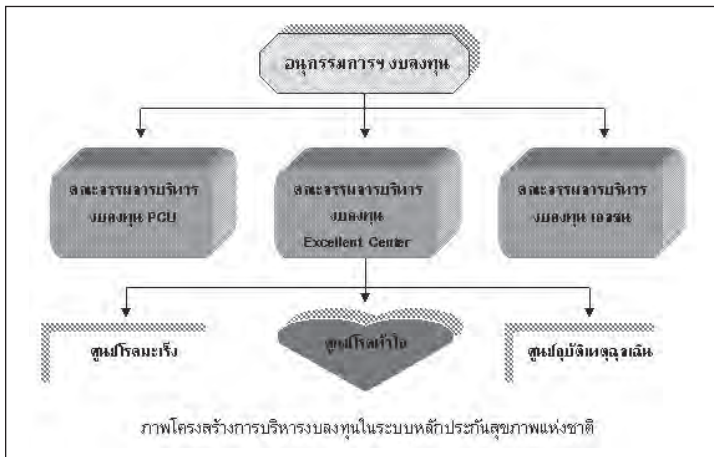 อนุกรรมการฯ งบลงทุน
คณะกรรมการบริหาร
งบลงทุน PCU
คณะกรรมการบริหาร
งบลงทุน
Excellent Center
คณะกรรมการบริหาร
งบลงทุน เอกชน
ศูนย์โรคมะเร็ง
ศูนย์โรคหัวใจ
ศูนย์อุบัติเหตุฉุกเฉิน
ภาพโครงสร้างการบริหารงบลงทุนในระบบหลักประกันสุขภาพแห่งชาติ